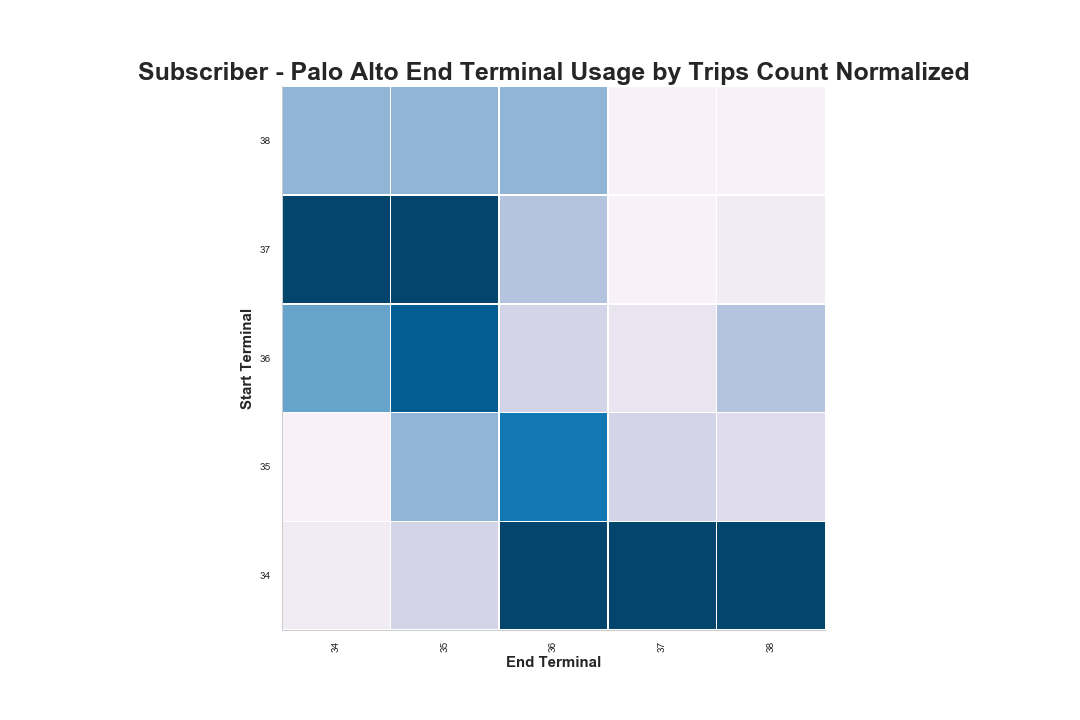 Subscriber - Palo Alto End Terminal Usage by Trips Count Normalized
38
37
36
35
34
Start Terminal
34 35 36 37 38
End Terminal